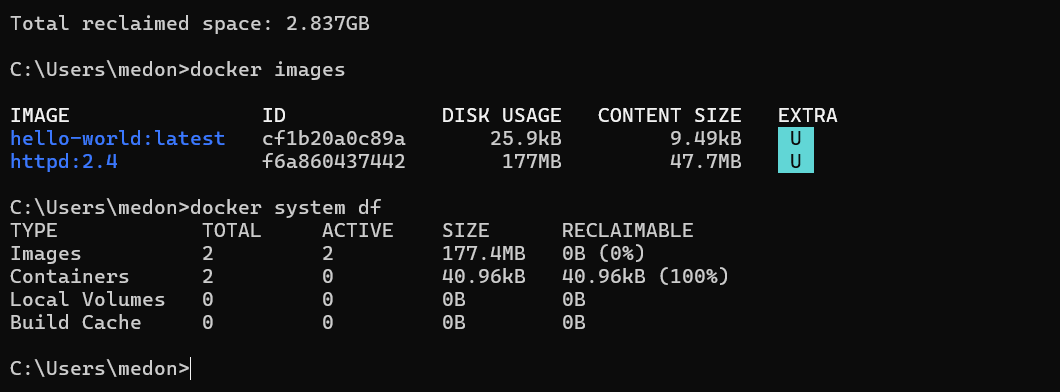 Total reclaimed space: 2.837GB
C:\Users\medon>docker images
IMAGE ID DISK USAGE CONTENT SIZE EXTRA
hello-world:latest cf1b20a0c89a 25.9kB 9.49kB U
httpd:2.4 f6a860437442 177MB 47.7MB U
C:\Users\medon>docker system df
TYPE TOTAL ACTIVE SIZE RECLAIMABLE
Images 2 2 177.4MB 0B (0%)
Containers 2 0 40.96kB 40.96kB (100%)
Local Volumes 0 0 0B 0B
Build Cache 0 0 0B 0B
C:\Users\medon>